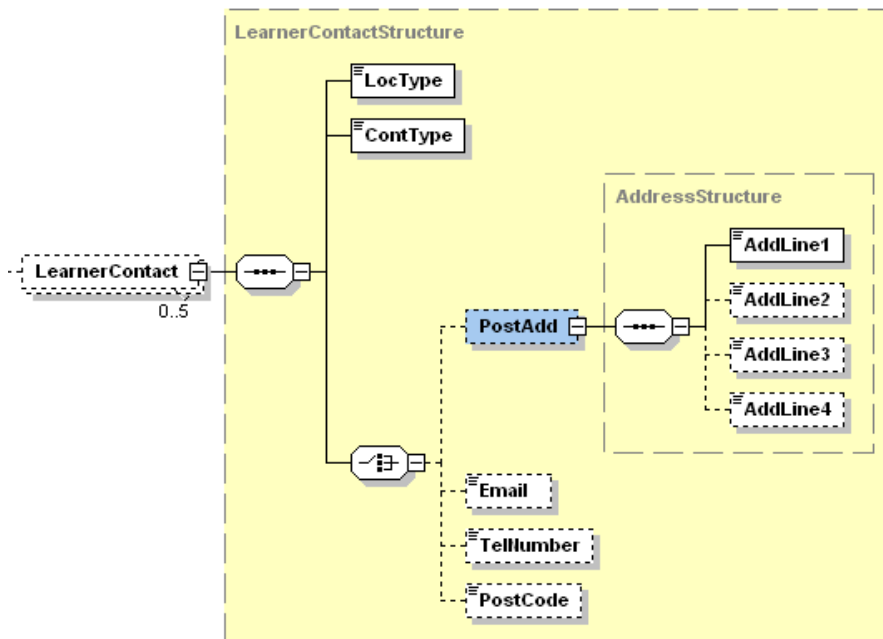 LearnerContactStructure
LocType
ContType
AddressStructure
AddLine1
LearnerContact
AddLine2
0..5
PostAdd
AddLine3
AddLine4
Email
TelNumber
PostCode